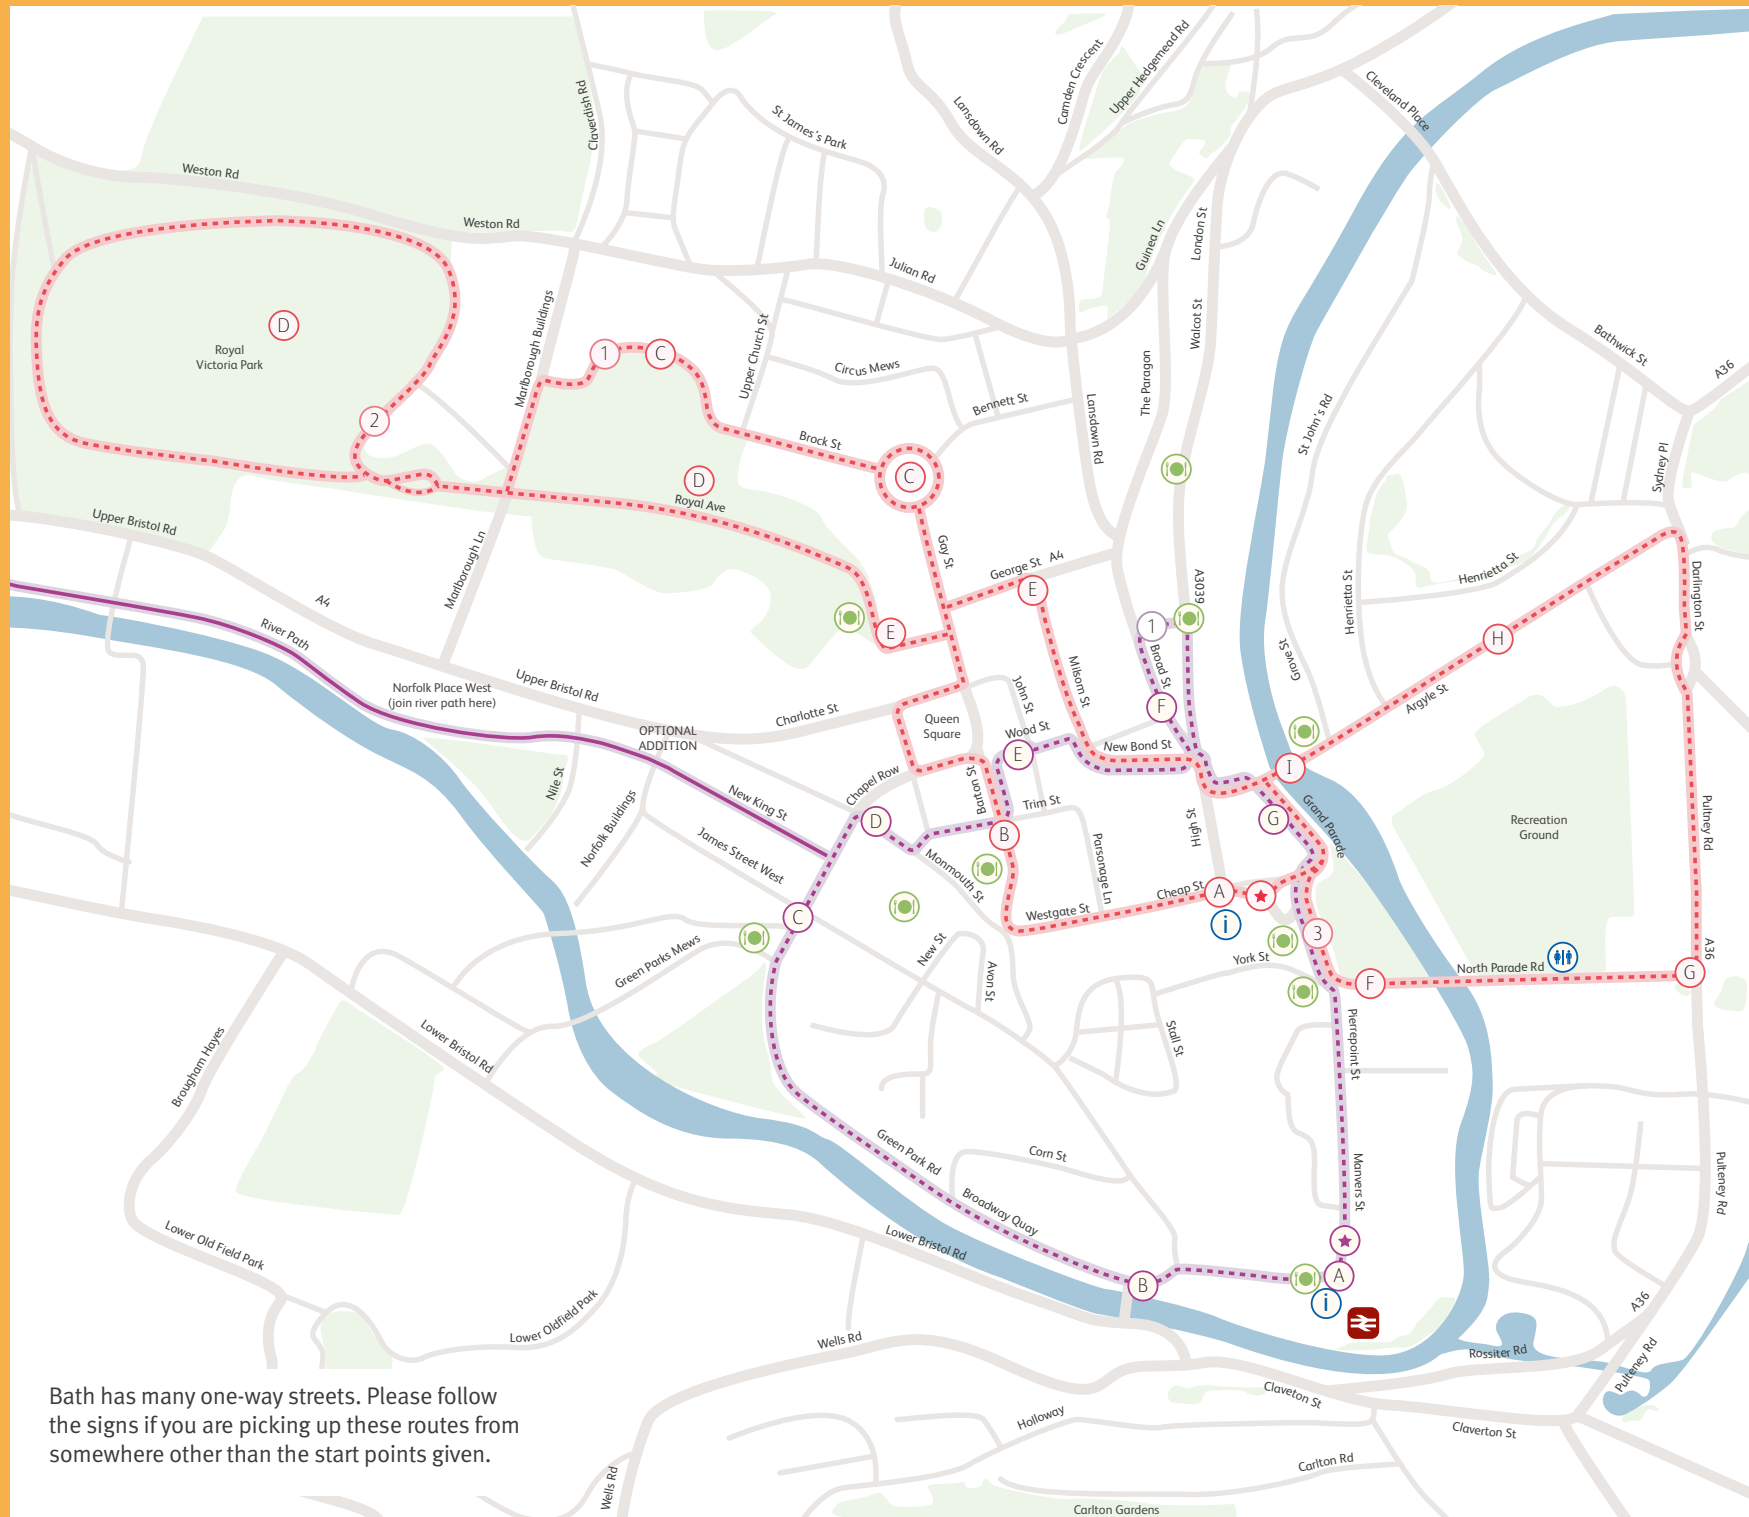 Cleveland Place
Camden Crescent
Upper Hedgemead Rd
Lansdown Rd
Claverdish Rd
St James's Park
Weston Rd
Weston Rd
Guinea Ln
London St
Julian Rd
D
Royal
Victoria Park
Marlborough Buildings
1
C
Upper Church St
Circus Mews
Walcot St
Bathwick St
A36
The Paragon
Bennett St
Lansdown Rd
St John's Rd
2
Brock St
C
Sydney Pl
D
Royal Ave
Upper Bristol Rd
Marlborough Ln
Gay St
George St
A4
E
A3039
Henrietta St
Henrietta St
Darlington St
A4
River Path
E
1
Broad St
H
Grove St
Milsom St
Norfolk Place West
(join river path here)
Upper Bristol Rd
John St
F
Argyle St
Charlotte St
Queen
Square
OPTIONAL
ADDITION
Wood St
E
New Bond St
I
Nile St
Chapel Row
Barton St
Trim St
New King St
D
B
High St
G
Grand Parade
Recreation
Ground
Pultney Rd
Norfolk Buildings
James Street West
Monmouth St
Parsonage Ln
Cheap St
A
Westgate St
C
i
3
New St
Green Parks Mews
Avon St
York St
F
North Parade Rd
G
A36
Brougham Hayes
Lower Bristol Rd
Stall St
Pierrepoint St
Green Park Rd
Corn St
Manvers St
Pulteney Rd
Broadway Quay
Lower Old Field Park
Lower Bristol Rd
B
A
i
Lower Oldfield Park
Wells Rd
A36
Rossiter Rd
Pulteney Rd
Bath has many one-way streets. Please follow
the signs if you are picking up these routes from
somewhere other than the start points given.
Claveton St
Holloway
Claverton St
Wells Rd
Carlton Rd
Carlton Gardens